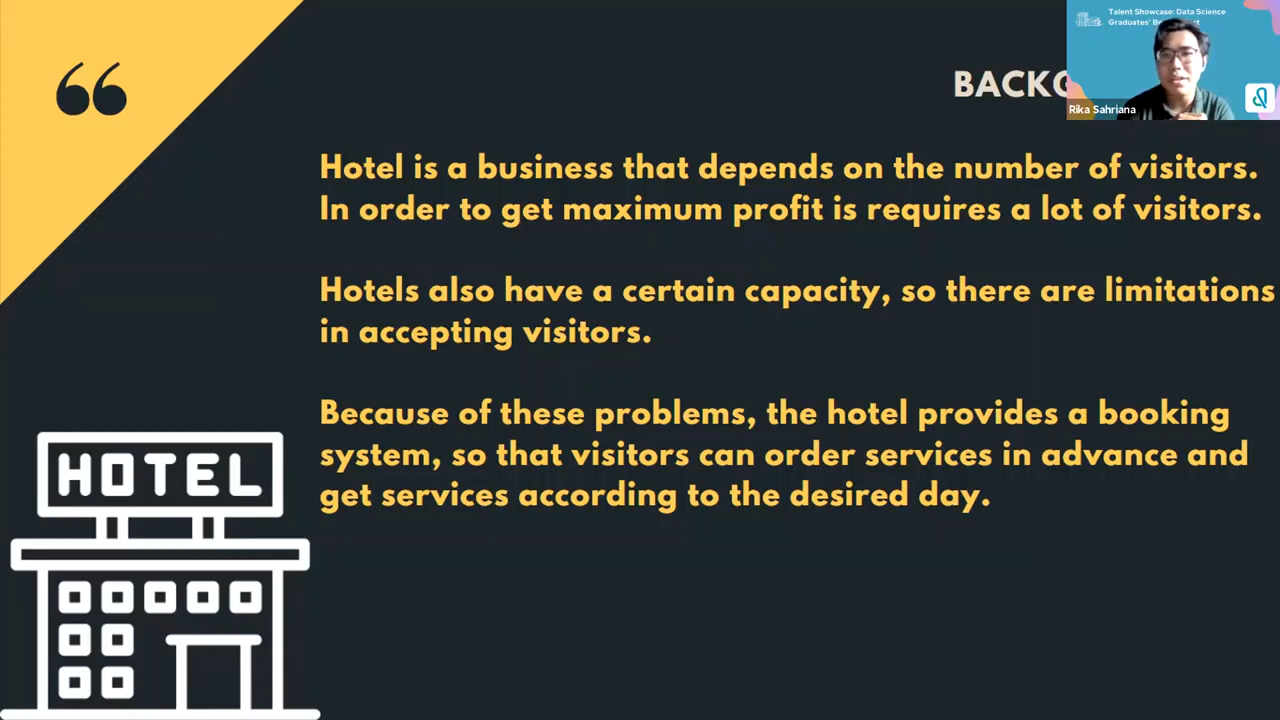 Talent Showcase: Data Science
Graduates'
Rika Sahriana
Hotel is a business that depends on the number of visitors.
In order to get maximum profit is requires a lot of visitors.
Hotels also have a certain capacity, so there are limitations
in accepting visitors.
Because of these problems, the hotel provides a booking
system, so that visitors can order services in advance and
get services according to the desired day.
HOTEL